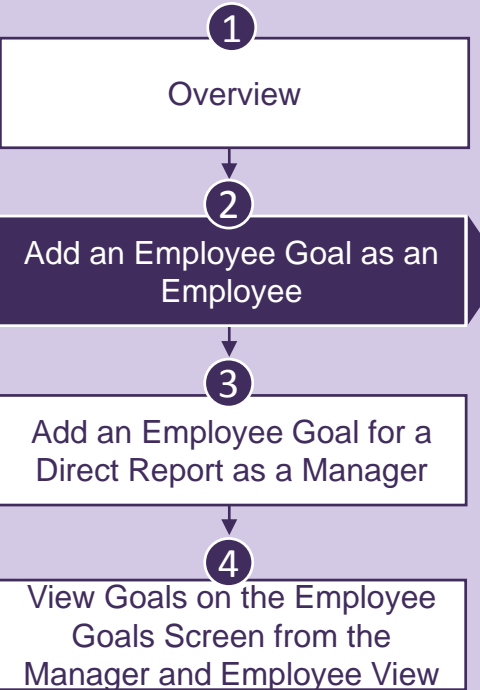 1
Overview
2
Add an Employee Goal as an
Employee
3
Add an Employee Goal for a
Direct Report as a Manager
4
View Goals on the Employee
Goals Screen from the
Manager and Employee View